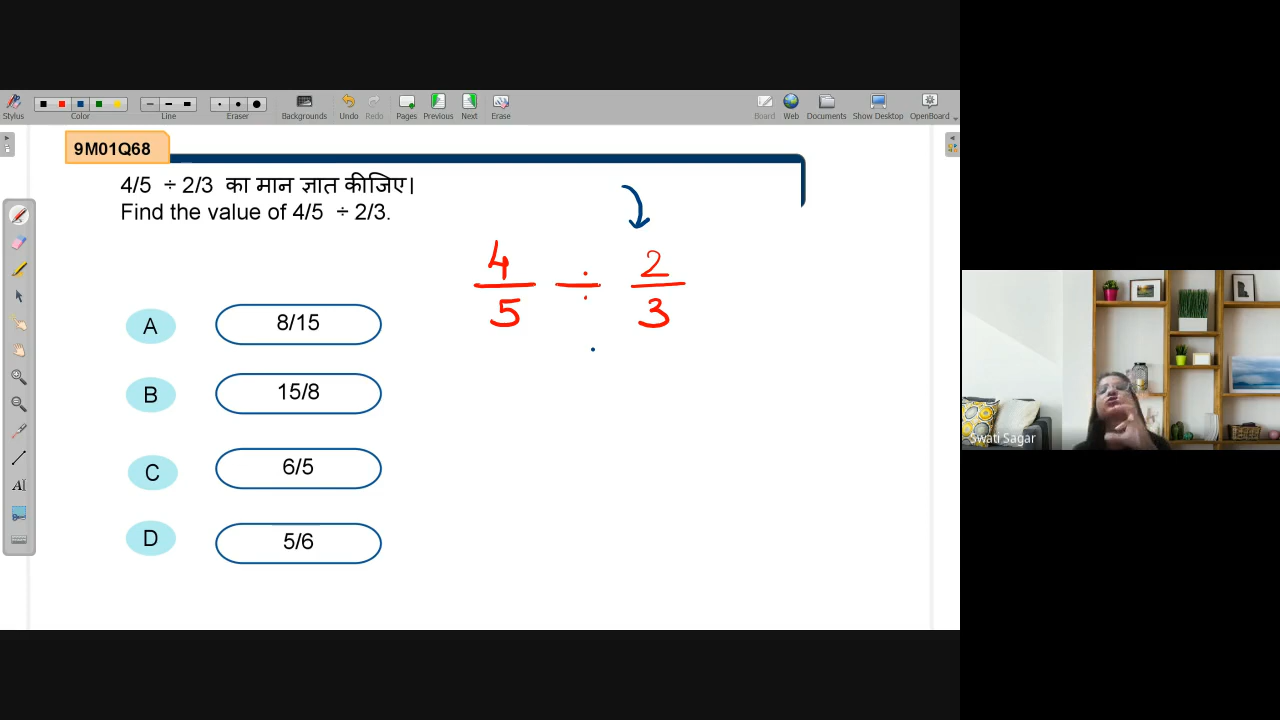 Stylus
Color
Line
Eraser
Backgrounds
Undo
Redo
Pages
Previous
Next
Erase
Board
Web
Documents
Show Desktop
OpenBoard
9M01Q68
4/5 ÷ 2/3 का मान ज्ञात कीजिए।
Find the value of 4/5 ÷ 2/3.
4/5 ÷ 2/3
A 8/15
B 15/8
C 6/5
D 5/6
Swati Sagar